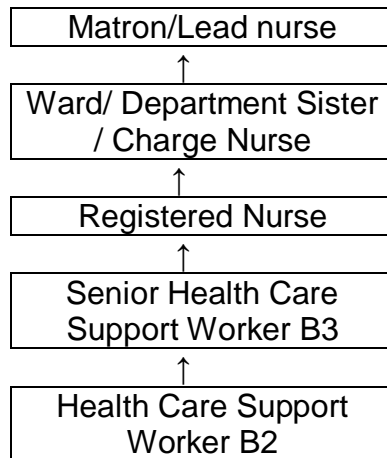 Matron/Lead nurse
↑
Ward/ Department Sister
/ Charge Nurse
↑
Registered Nurse
↑
Senior Health Care
Support Worker B3
↑
Health Care Support
Worker B2